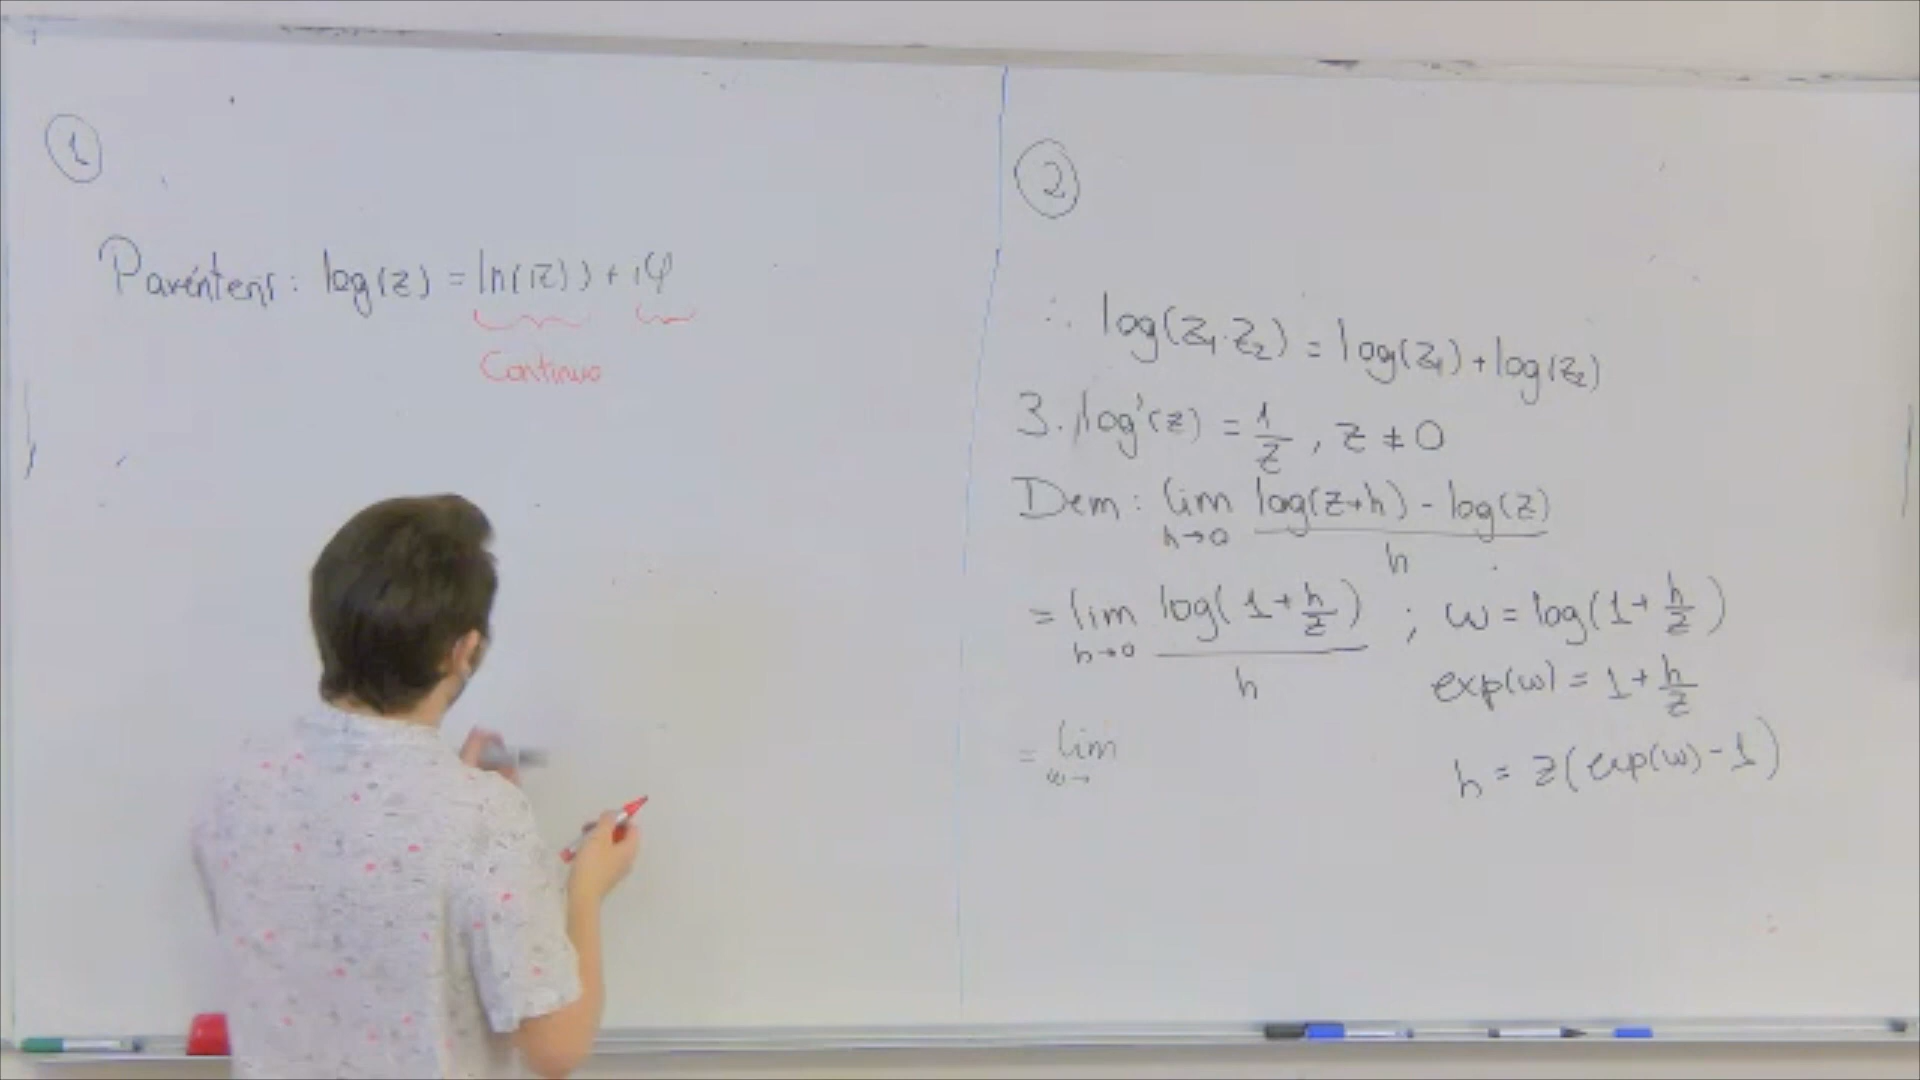 1
Paréntesis: log(z) = ln(|z|) + iφ
Continuo
2
∴ log(z₁·z₂) = log(z₁) + log(z₂)
3. log'(z) = 1/z , z ≠ 0
Dem: lim h→0 (log(z+h) - log(z))/h
= lim h→0 log(1 + h/z)/h ; w = log(1 + h/z)
exp(w) = 1 + h/z
= lim w→
h = z(exp(w) - 1)